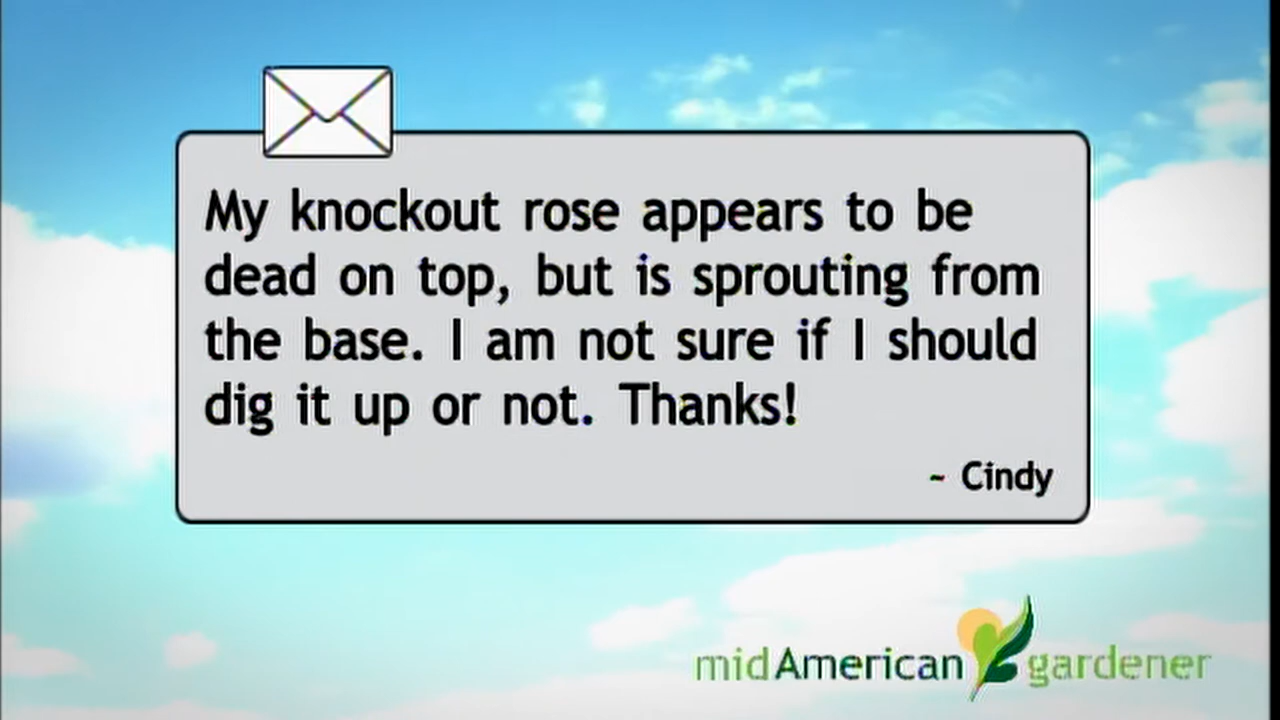 My knockout rose appears to be
dead on top, but is sprouting from
the base. I am not sure if I should
dig it up or not. Thanks!
~ Cindy
midAmerican gardener